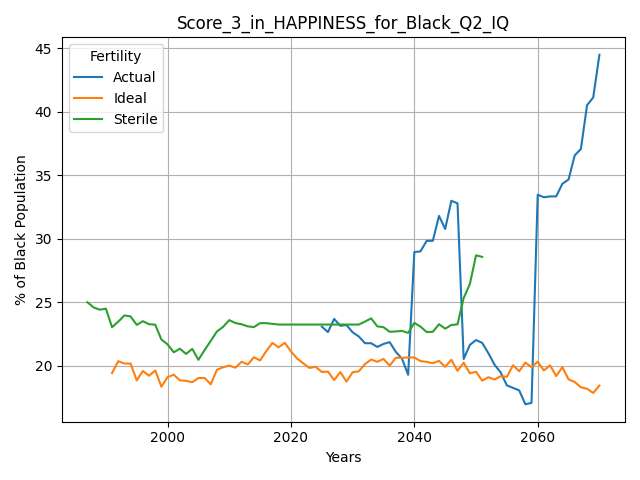 Score_3_in_HAPPINESS_for_Black_Q2_IQ
Fertility
Actual
Ideal
Sterile
% of Black Population
45
40
35
30
25
20
2000
2020
2040
2060
Years